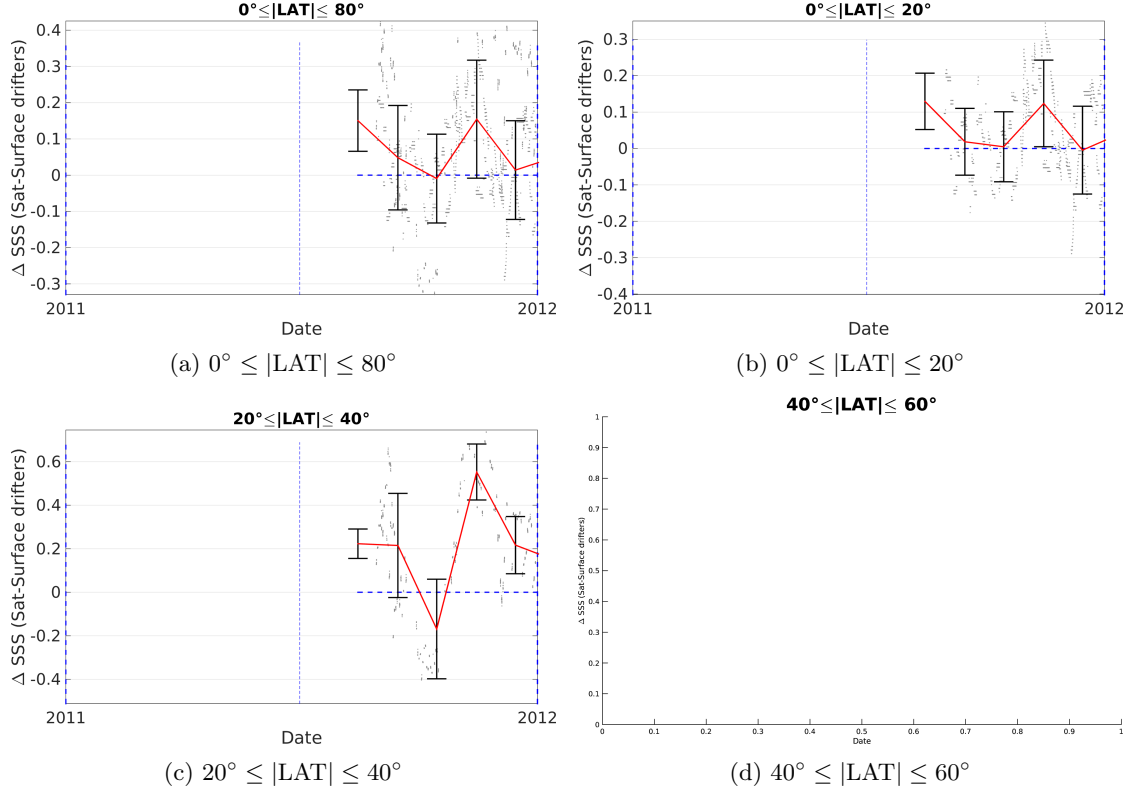 0°≤|LAT|≤ 80°
Δ SSS (Sat-Surface drifters)
0.4
0.3
0.2
0.1
0
-0.1
-0.2
-0.3
2011
2012
Date
(a) 0° ≤ |LAT| ≤ 80°
0°≤|LAT|≤ 20°
Δ SSS (Sat-Surface drifters)
0.3
0.2
0.1
0
-0.1
-0.2
-0.3
-0.4
2011
2012
Date
(b) 0° ≤ |LAT| ≤ 20°
20°≤|LAT|≤ 40°
Δ SSS (Sat-Surface drifters)
0.6
0.4
0.2
0
-0.2
-0.4
2011
2012
Date
(c) 20° ≤ |LAT| ≤ 40°
40°≤|LAT|≤ 60°
Δ SSS (Sat-Surface drifters)
1
0.9
0.8
0.7
0.6
0.5
0.4
0.3
0.2
0.1
0
0 0.1 0.2 0.3 0.4 0.5 0.6 0.7 0.8 0.9 1
Date
(d) 40° ≤ |LAT| ≤ 60°